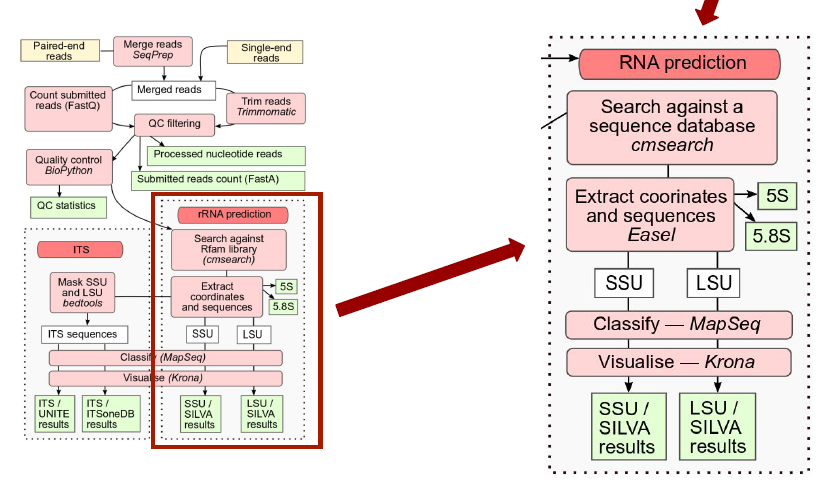 Paired-end
reads
Merge reads
SeqPrep
Single-end
reads
Merged reads
Count submitted
reads (FastQ)
Trim reads
Trimmomatic
QC filtering
Processed nucleotide reads
Quality control
BioPython
Submitted reads count (FastA)
QC statistics
rRNA prediction
ITS
Search against
Rfam library
(cmsearch)
Mask SSU
and LSU
bedtools
Extract
coordinates
and sequences
5S
5.8S
ITS sequences
SSU
LSU
Classify (MapSeq)
Visualise (Krona)
ITS /
UNITE
results
ITS /
ITSoneDB
results
SSU /
SILVA
results
LSU /
SILVA
results
RNA prediction
Search against a
sequence database
cmsearch
Extract coorinates
and sequences
Easel
5S
5.8S
SSU
LSU
Classify — MapSeq
Visualise — Krona
SSU /
SILVA
results
LSU /
SILVA
results